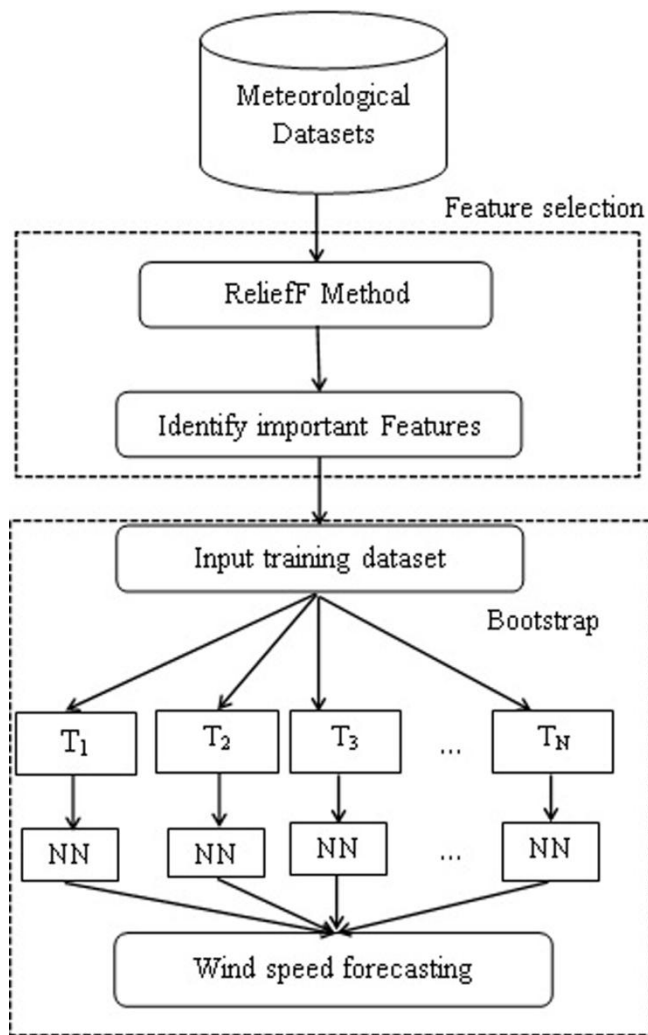 Meteorological
Datasets
Feature selection
ReliefF Method
Identify important Features
Input training dataset
Bootstrap
T₁ T₂ T₃ ... T_N
NN NN NN ... NN
Wind speed forecasting